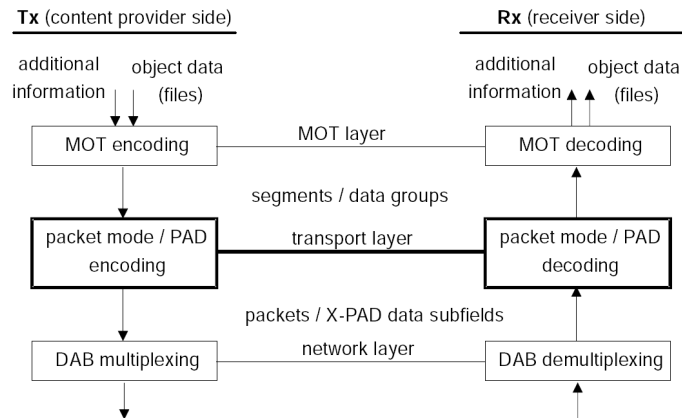 Tx (content provider side)
Rx (receiver side)
additional
information
object data
(files)
additional
information
object data
(files)
MOT encoding
MOT layer
MOT decoding
segments / data groups
packet mode / PAD
encoding
transport layer
packet mode / PAD
decoding
packets / X-PAD data subfields
DAB multiplexing
network layer
DAB demultiplexing